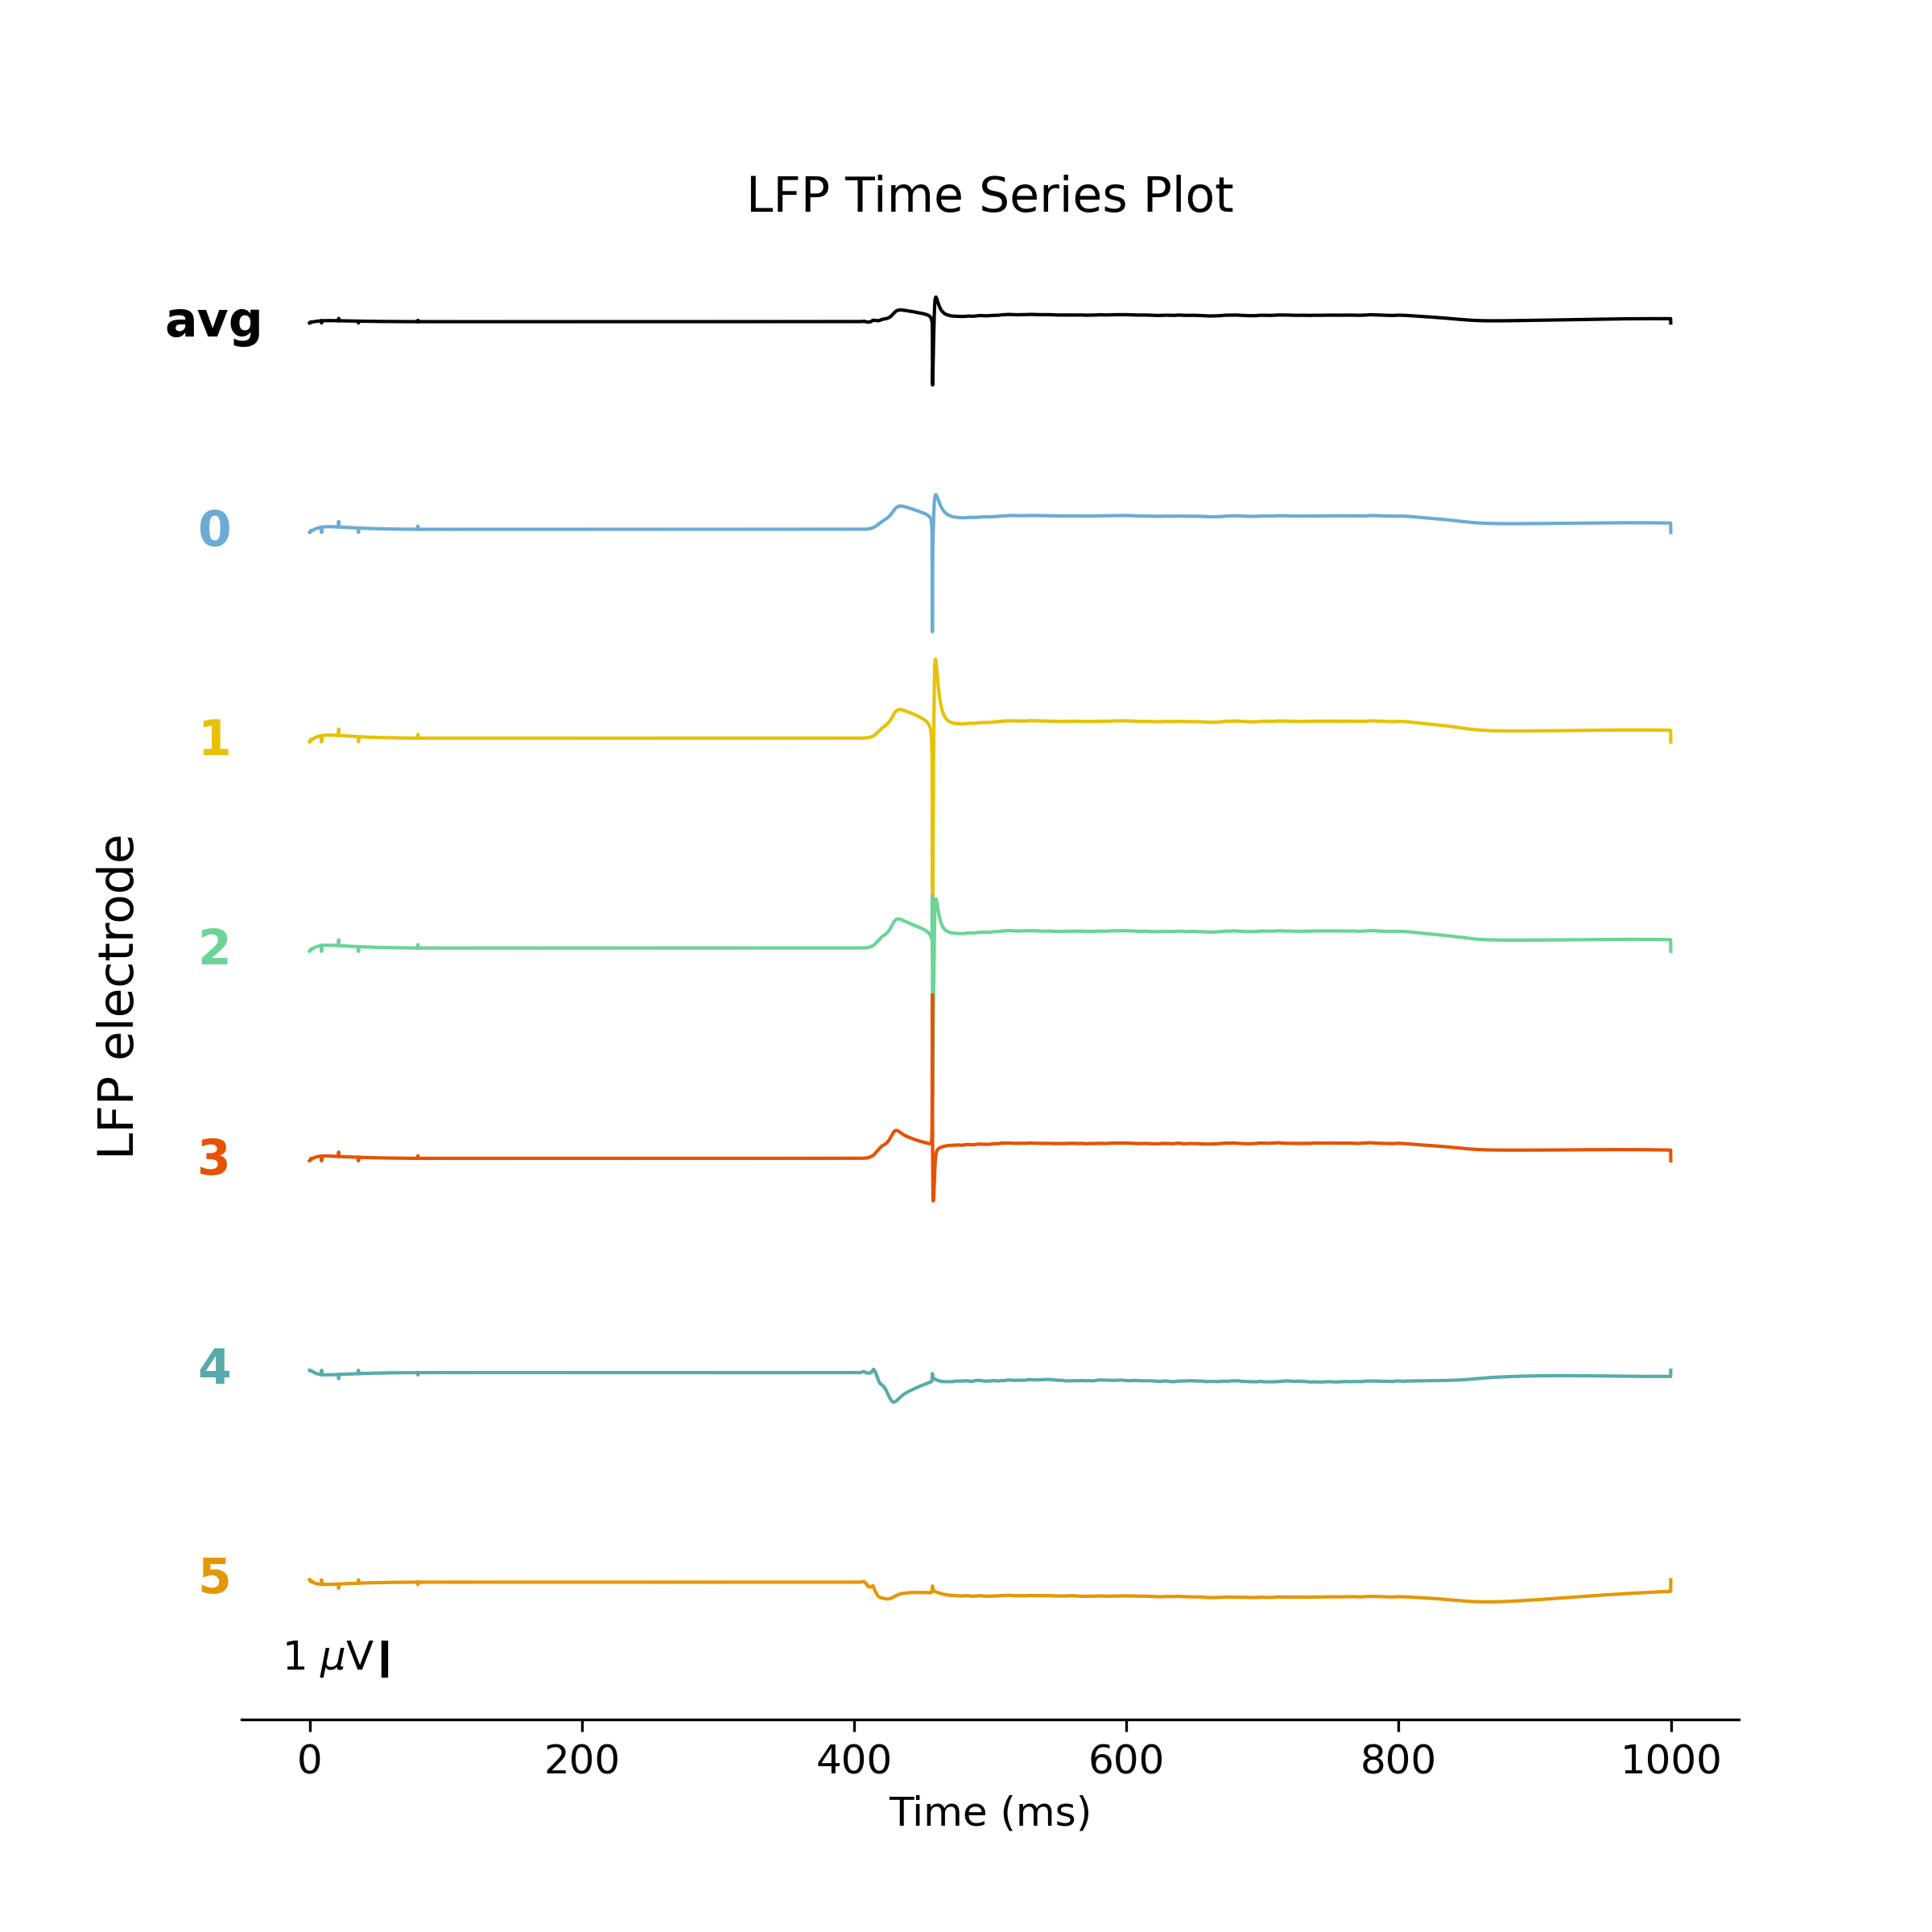 LFP Time Series Plot
avg
0
1
2
3
4
5
LFP electrode
1 μV
0 200 400 600 800 1000
Time (ms)